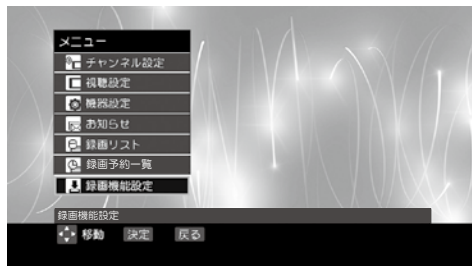 メニュー
チャンネル設定
視聴設定
機器設定
お知らせ
録画リスト
録画予約一覧
録画機能設定
録画機能設定
移動 決定 戻る